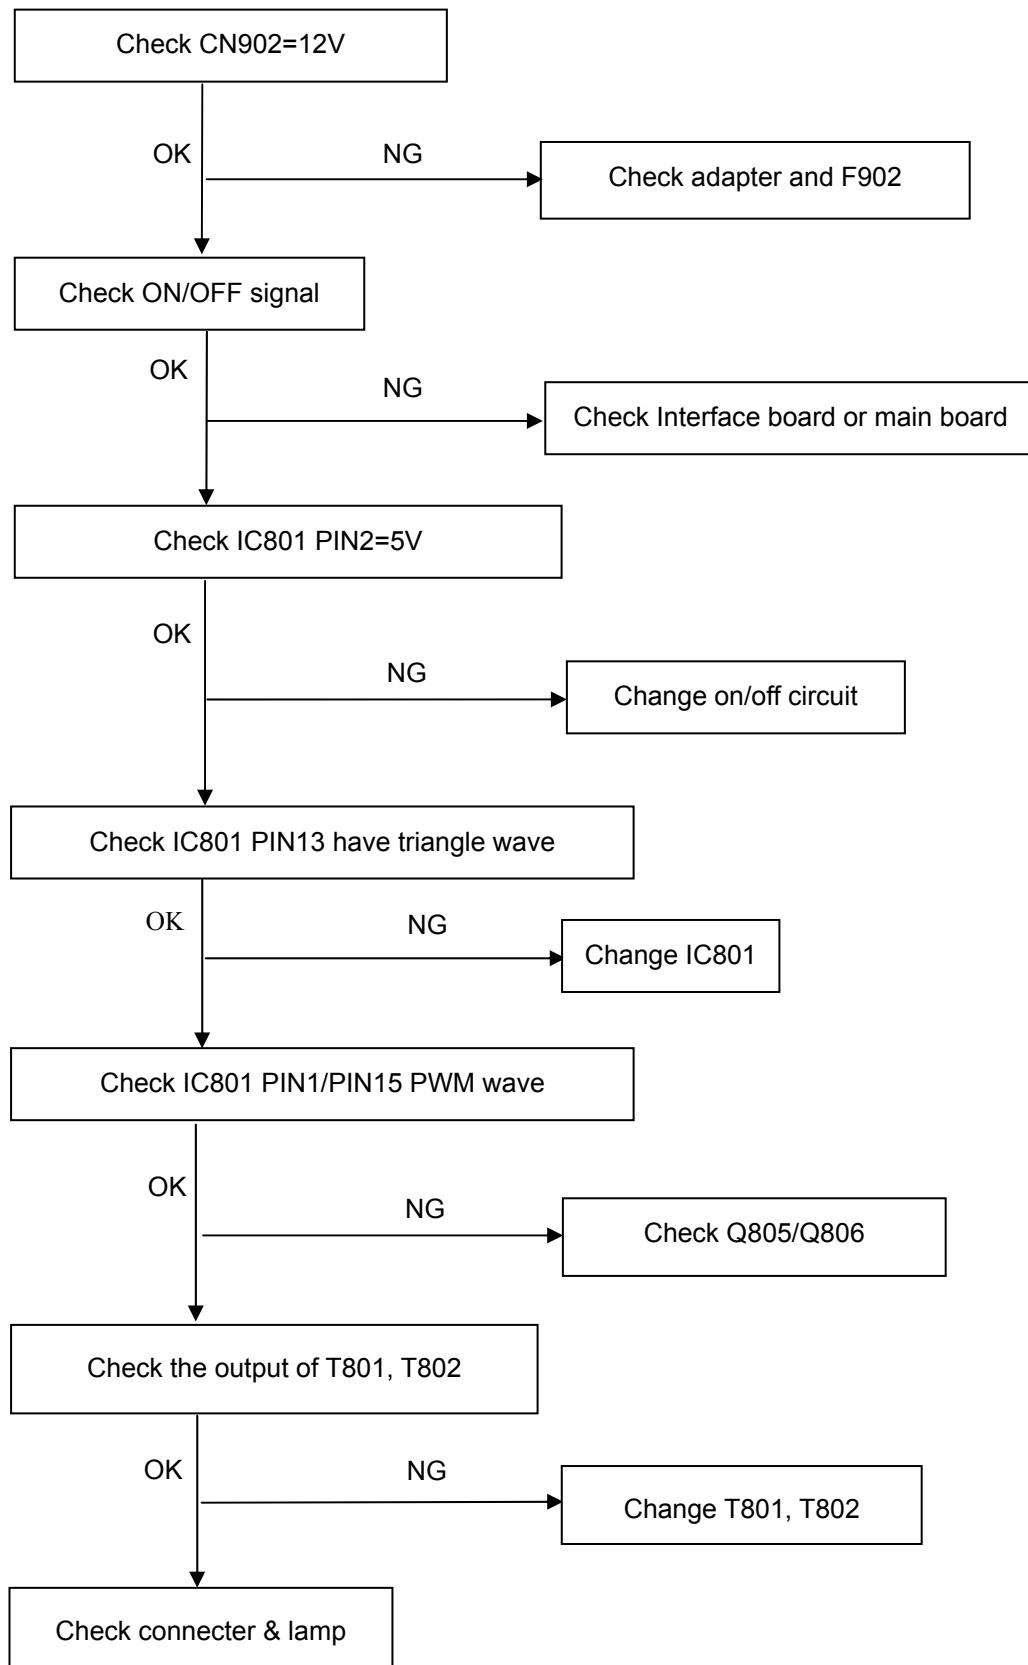 Check CN902=12V
OK
NG
Check adapter and F902
Check ON/OFF signal
OK
NG
Check Interface board or main board
Check IC801 PIN2=5V
OK
NG
Change on/off circuit
Check IC801 PIN13 have triangle wave
OK
NG
Change IC801
Check IC801 PIN1/PIN15 PWM wave
OK
NG
Check Q805/Q806
Check the output of T801, T802
OK
NG
Change T801, T802
Check connecter & lamp